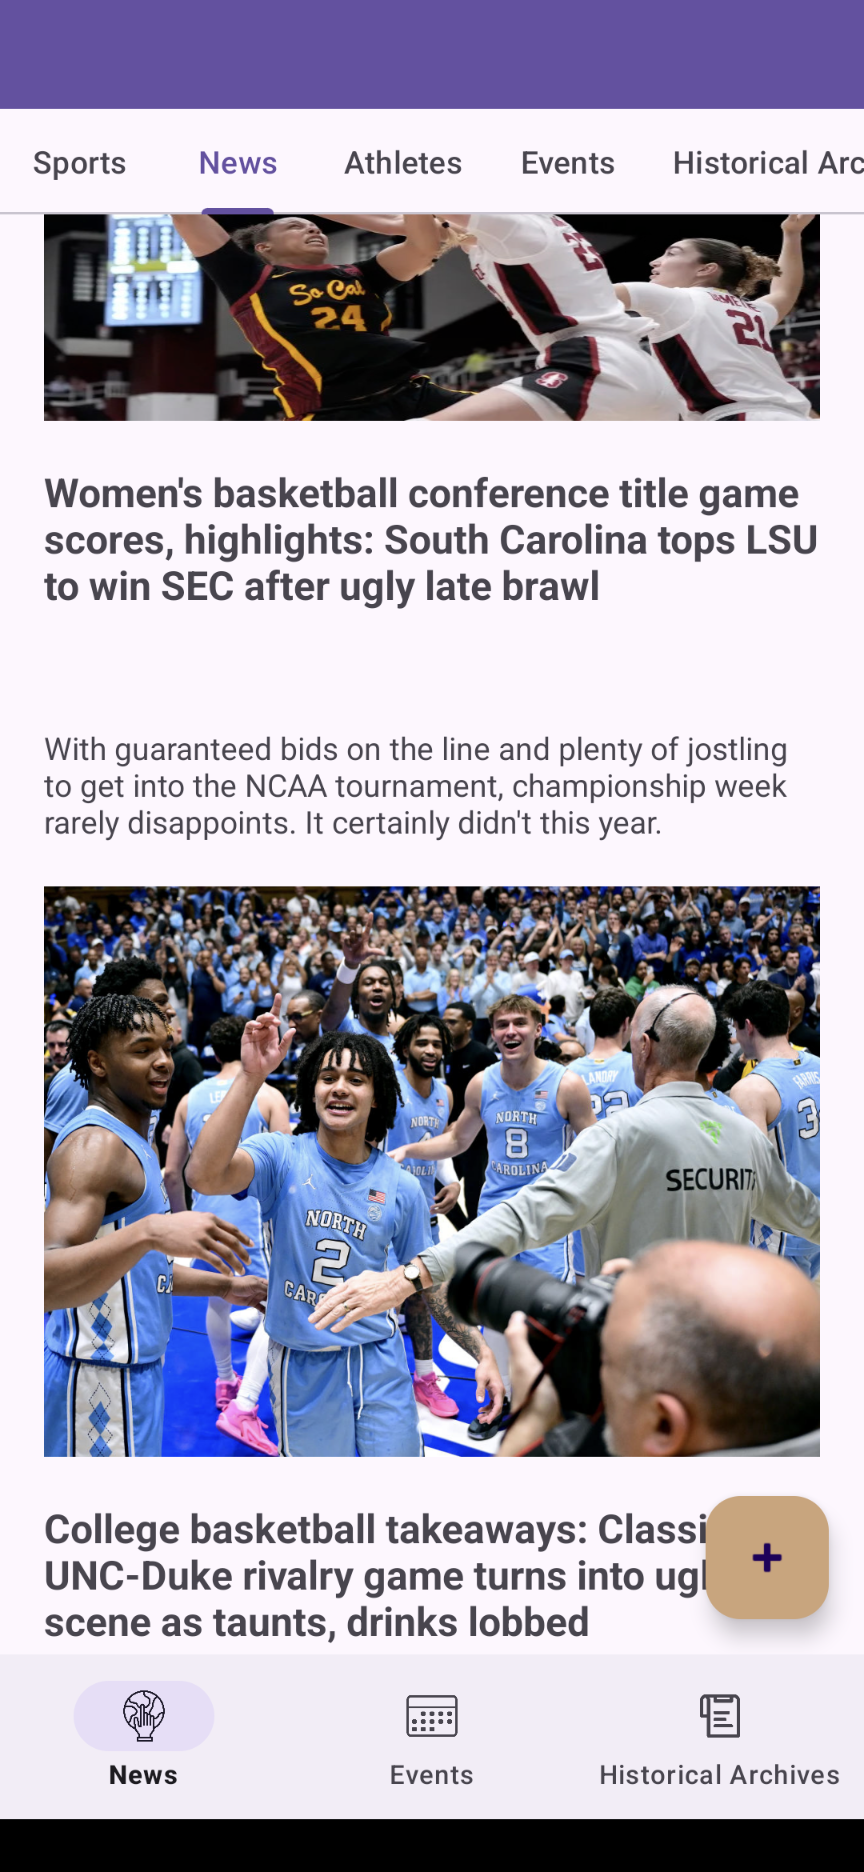 Sports News Athletes Events Historical Arc
So Cal
24
21
Women's basketball conference title game
scores, highlights: South Carolina tops LSU
to win SEC after ugly late brawl
With guaranteed bids on the line and plenty of jostling
to get into the NCAA tournament, championship week
rarely disappoints. It certainly didn't this year.
LANDRY
FARRIS
NORTH
8
CAROLINA
NORTH
SECURIT
NORTH
2
CAR
College basketball takeaways: Classi
UNC-Duke rivalry game turns into ugl
scene as taunts, drinks lobbed
+
News Events Historical Archives